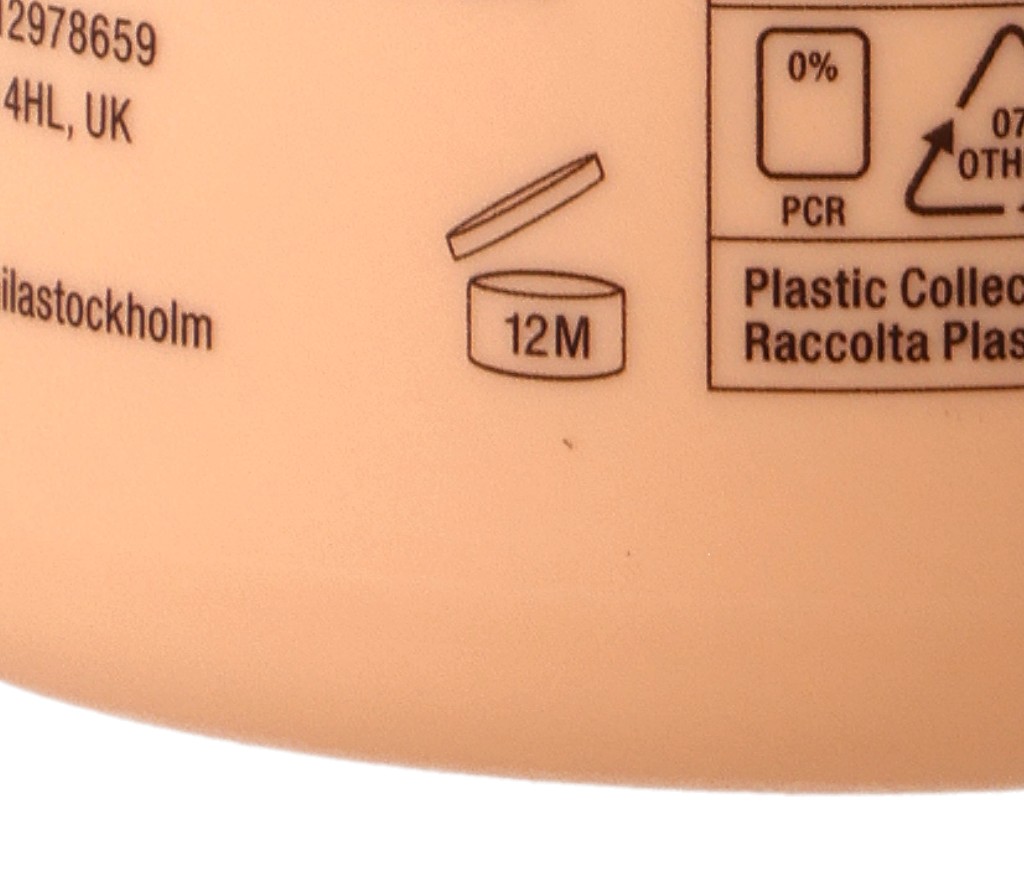 12978659
4HL, UK
ilastockholm
12M
0%
PCR
07
OTH
Plastic Collec
Raccolta Plas